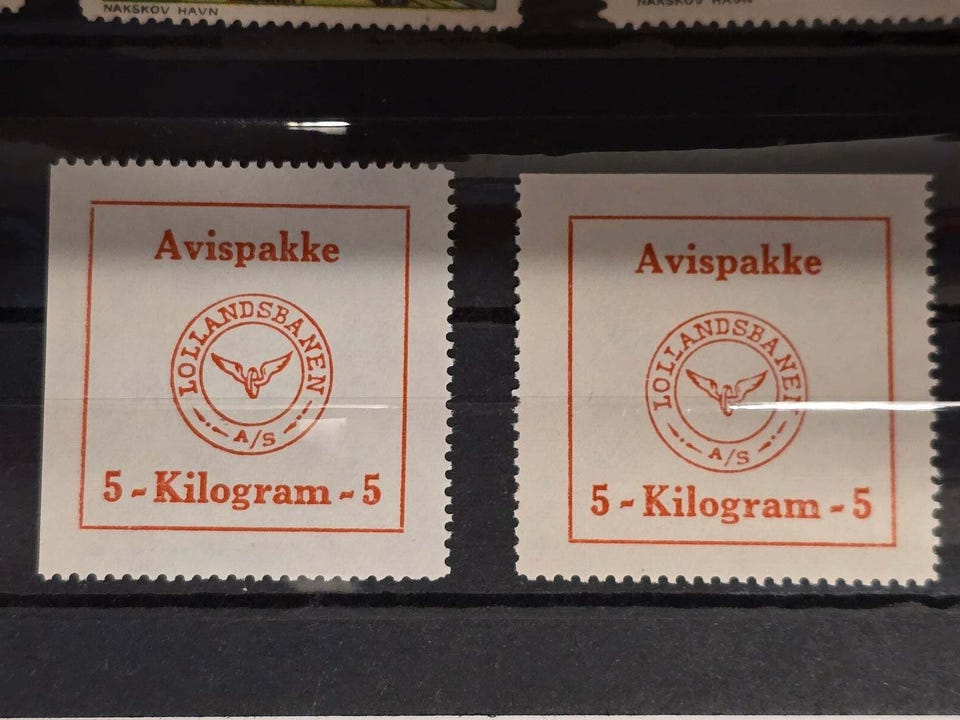 NAKSKOV HAVN
NAKSKOV HAVN
Avispakke
LOLLANDSBANEN
A/S
5 - Kilogram - 5
Avispakke
LOLLANDSBANEN
A/S
5 - Kilogram - 5